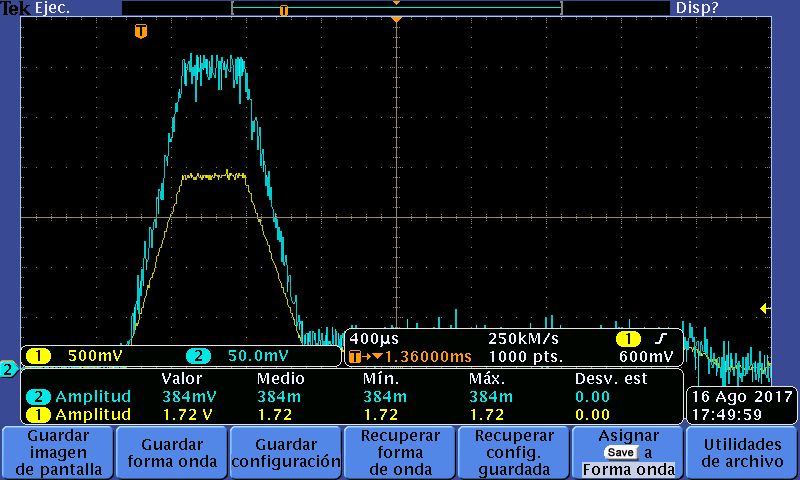 Tek Ejec. T Disp?
T
2
1 500mV 2 50.0mV
400µs 250kM/s 1
T→▼1.36000ms 1000 pts. 600mV
Valor Medio Mín. Máx. Desv. est
2 Amplitud 384mV 384m 384m 384m 0.00
1 Amplitud 1.72 V 1.72 1.72 1.72 0.00
16 Ago 2017
17:49:59
Guardar
imagen
de pantalla
Guardar
forma onda
Guardar
configuración
Recuperar
forma
de onda
Recuperar
config.
guardada
Asignar
Save a
Forma onda
Utilidades
de archivo